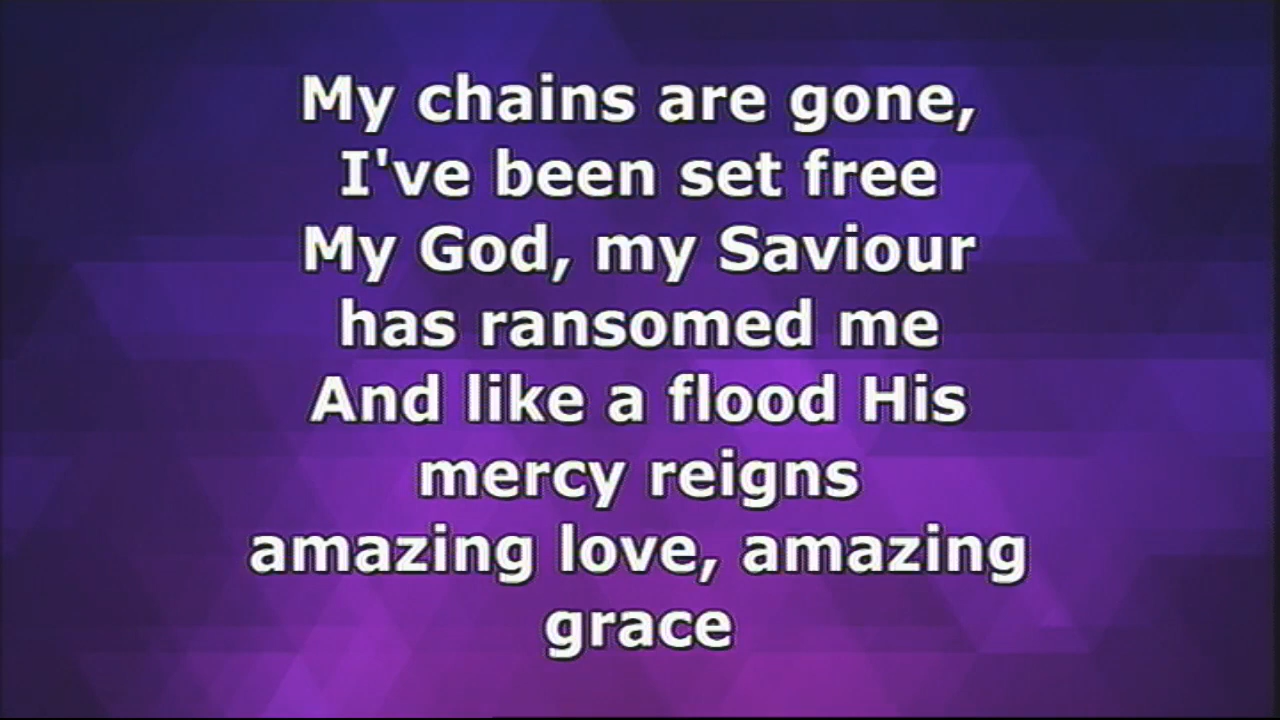 My chains are gone,
I've been set free
My God, my Saviour
has ransomed me
And like a flood His
mercy reigns
amazing love, amazing
grace